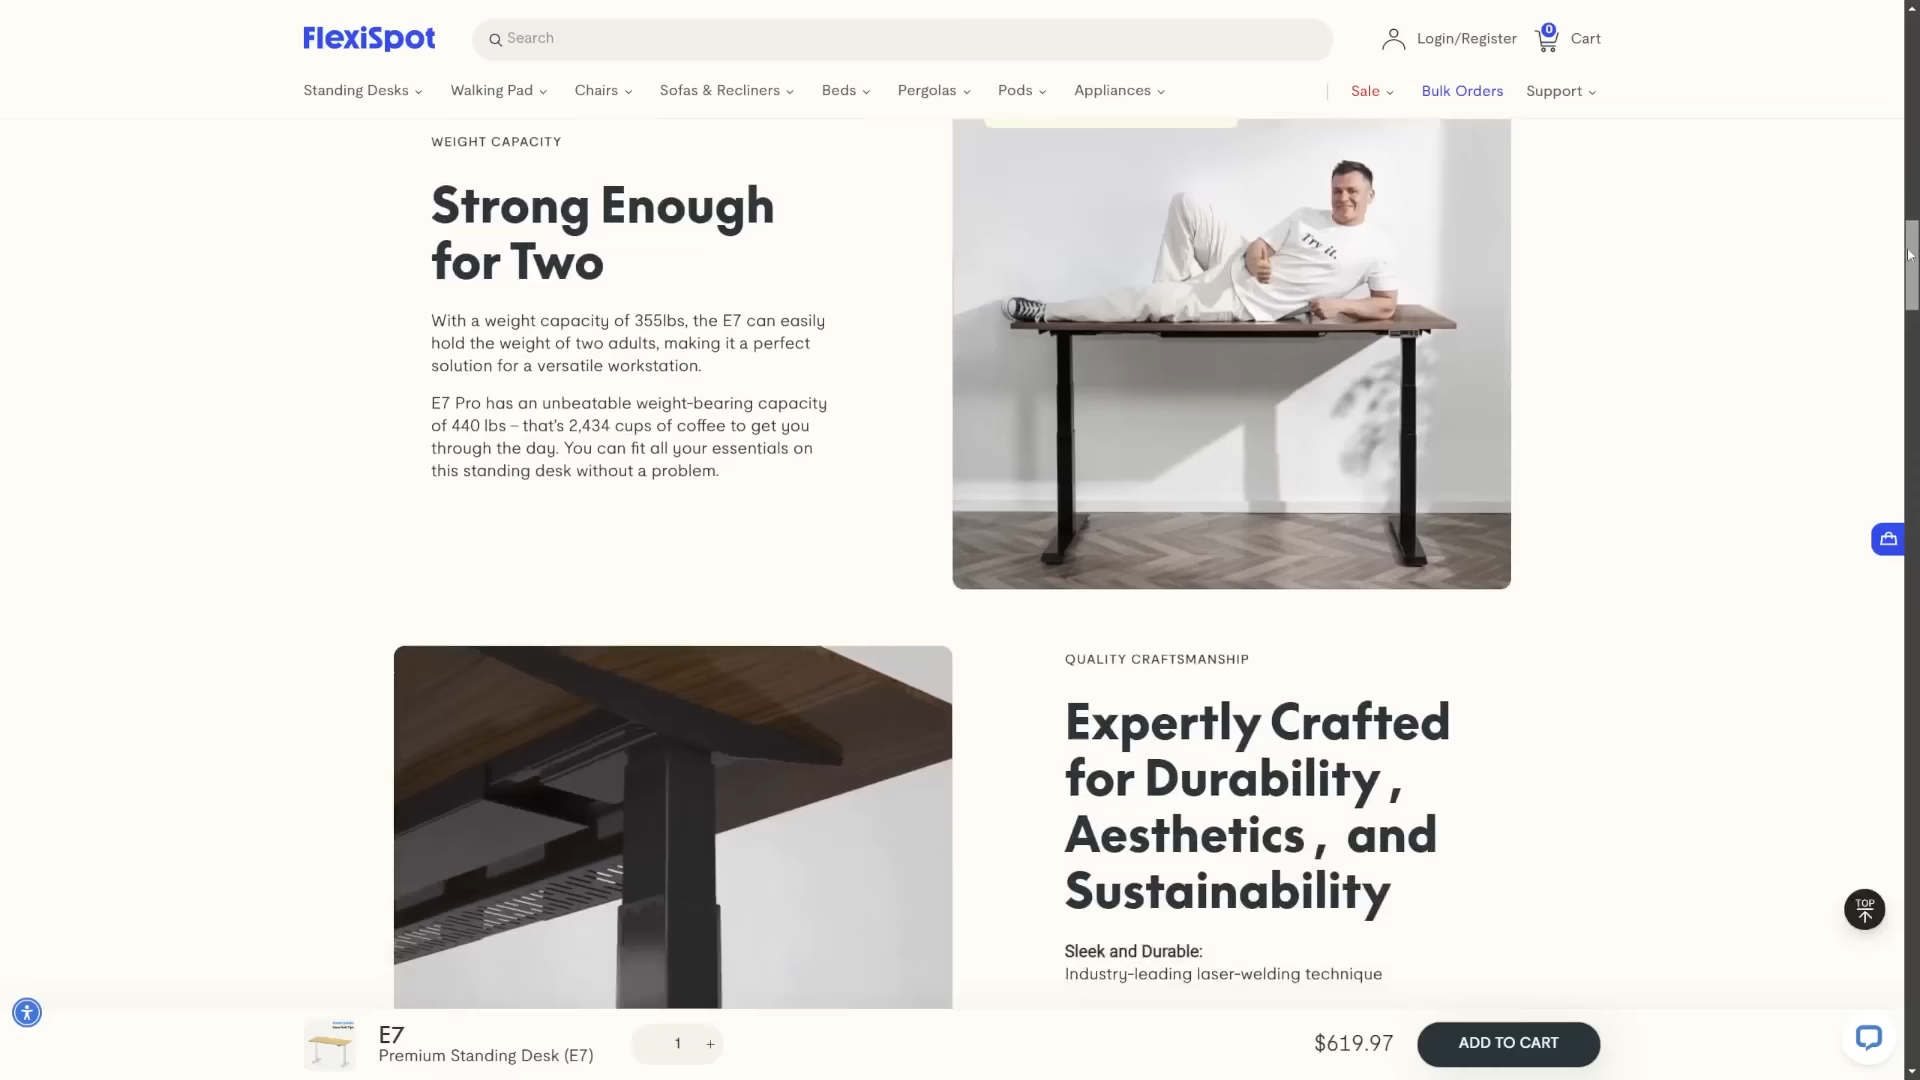 FlexiSpot
Search
Login/Register
0
Cart
Standing Desks
Walking Pad
Chairs
Sofas & Recliners
Beds
Pergolas
Pods
Appliances
Sale
Bulk Orders
Support
WEIGHT CAPACITY
Strong Enough
for Two
With a weight capacity of 355lbs, the E7 can easily
hold the weight of two adults, making it a perfect
solution for a versatile workstation.
E7 Pro has an unbeatable weight-bearing capacity
of 440 lbs – that's 2,434 cups of coffee to get you
through the day. You can fit all your essentials on
this standing desk without a problem.
Try it.
QUALITY CRAFTSMANSHIP
Expertly Crafted
for Durability ,
Aesthetics , and
Sustainability
Sleek and Durable:
Industry-leading laser-welding technique
TOP
E7
Premium Standing Desk (E7)
1 +
$619.97
ADD TO CART